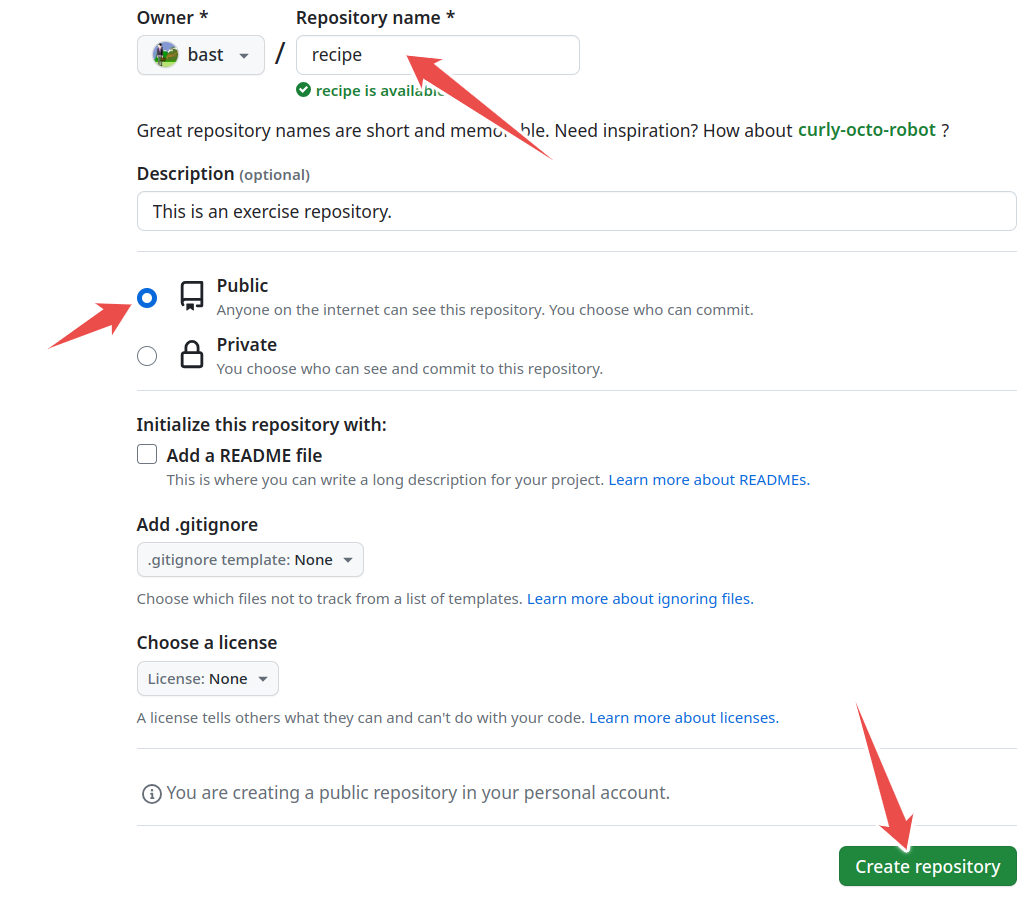 Owner * Repository name *
bast / recipe
recipe is available
Great repository names are short and memorable. Need inspiration? How about curly-octo-robot ?
Description (optional)
This is an exercise repository.
Public
Anyone on the internet can see this repository. You choose who can commit.
Private
You choose who can see and commit to this repository.
Initialize this repository with:
Add a README file
This is where you can write a long description for your project. Learn more about READMEs.
Add .gitignore
.gitignore template: None
Choose which files not to track from a list of templates. Learn more about ignoring files.
Choose a license
License: None
A license tells others what they can and can't do with your code. Learn more about licenses.
You are creating a public repository in your personal account.
Create repository